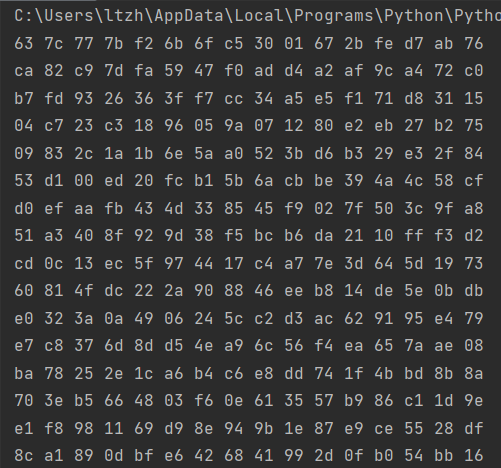 C:\Users\ltzh\AppData\Local\Programs\Python\Pytho
63 7c 77 7b f2 6b 6f c5 30 01 67 2b fe d7 ab 76
ca 82 c9 7d fa 59 47 f0 ad d4 a2 af 9c a4 72 c0
b7 fd 93 26 36 3f f7 cc 34 a5 e5 f1 71 d8 31 15
04 c7 23 c3 18 96 05 9a 07 12 80 e2 eb 27 b2 75
09 83 2c 1a 1b 6e 5a a0 52 3b d6 b3 29 e3 2f 84
53 d1 00 ed 20 fc b1 5b 6a cb be 39 4a 4c 58 cf
d0 ef aa fb 43 4d 33 85 45 f9 02 7f 50 3c 9f a8
51 a3 40 8f 92 9d 38 f5 bc b6 da 21 10 ff f3 d2
cd 0c 13 ec 5f 97 44 17 c4 a7 7e 3d 64 5d 19 73
60 81 4f dc 22 2a 90 88 46 ee b8 14 de 5e 0b db
e0 32 3a 0a 49 06 24 5c c2 d3 ac 62 91 95 e4 79
e7 c8 37 6d 8d d5 4e a9 6c 56 f4 ea 65 7a ae 08
ba 78 25 2e 1c a6 b4 c6 e8 dd 74 1f 4b bd 8b 8a
70 3e b5 66 48 03 f6 0e 61 35 57 b9 86 c1 1d 9e
e1 f8 98 11 69 d9 8e 94 9b 1e 87 e9 ce 55 28 df
8c a1 89 0d bf e6 42 68 41 99 2d 0f b0 54 bb 16